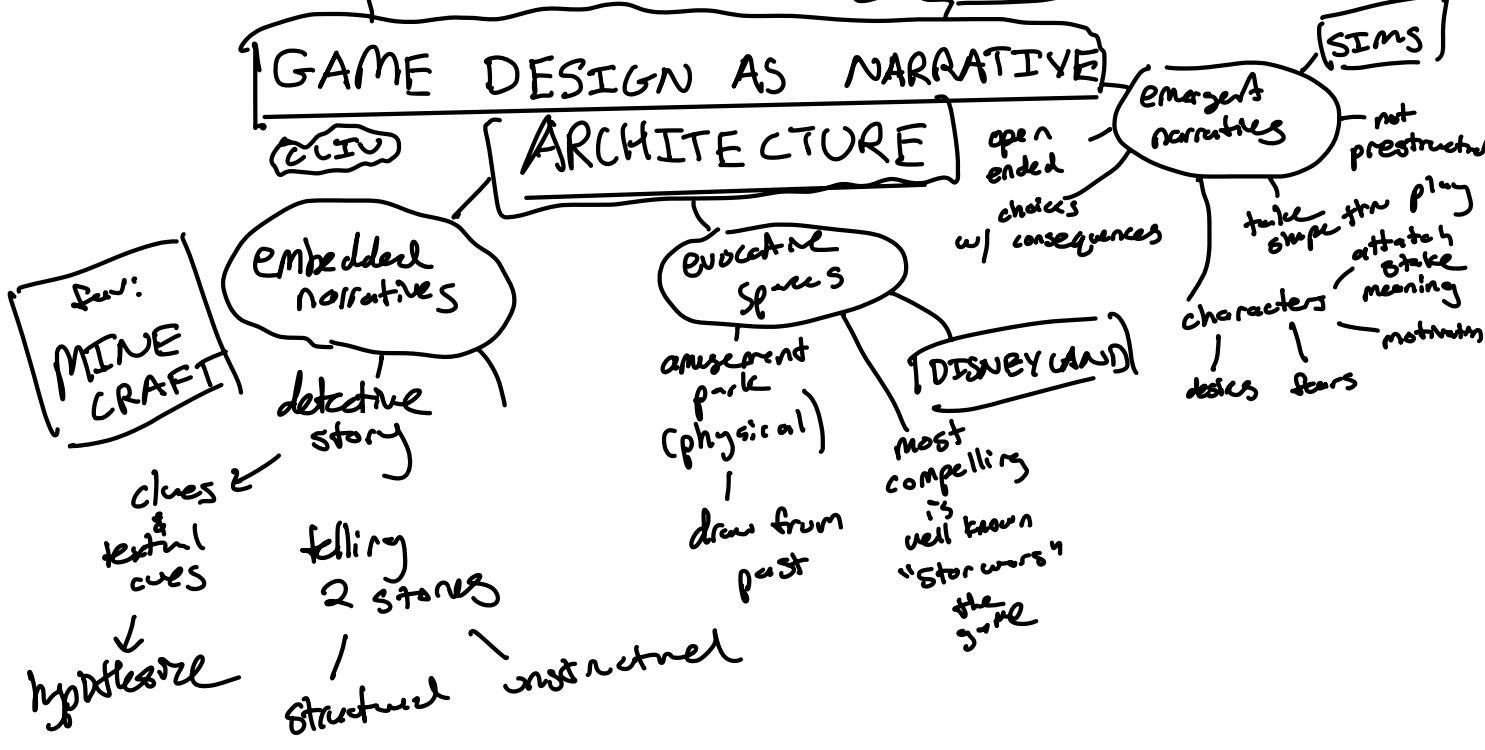 GAME DESIGN AS NARRATIVE
ARCHITECTURE
fav:
MINE
CRAFT
embedded
narratives
detective
story
clues
&
textual
cues
hypothesize
telling
2 stories
structured
unstructured
evocative
spaces
amusement
park
(physical)
draw from
past
DISNEYLAND
most
compelling
is
well known
"star wars"
the
game
emergent
narratives
SIMS
open
ended
choices
w/ consequences
not
prestructured
take
shape thru play
characters
attatch
stake
meaning
motivation
desires
fears